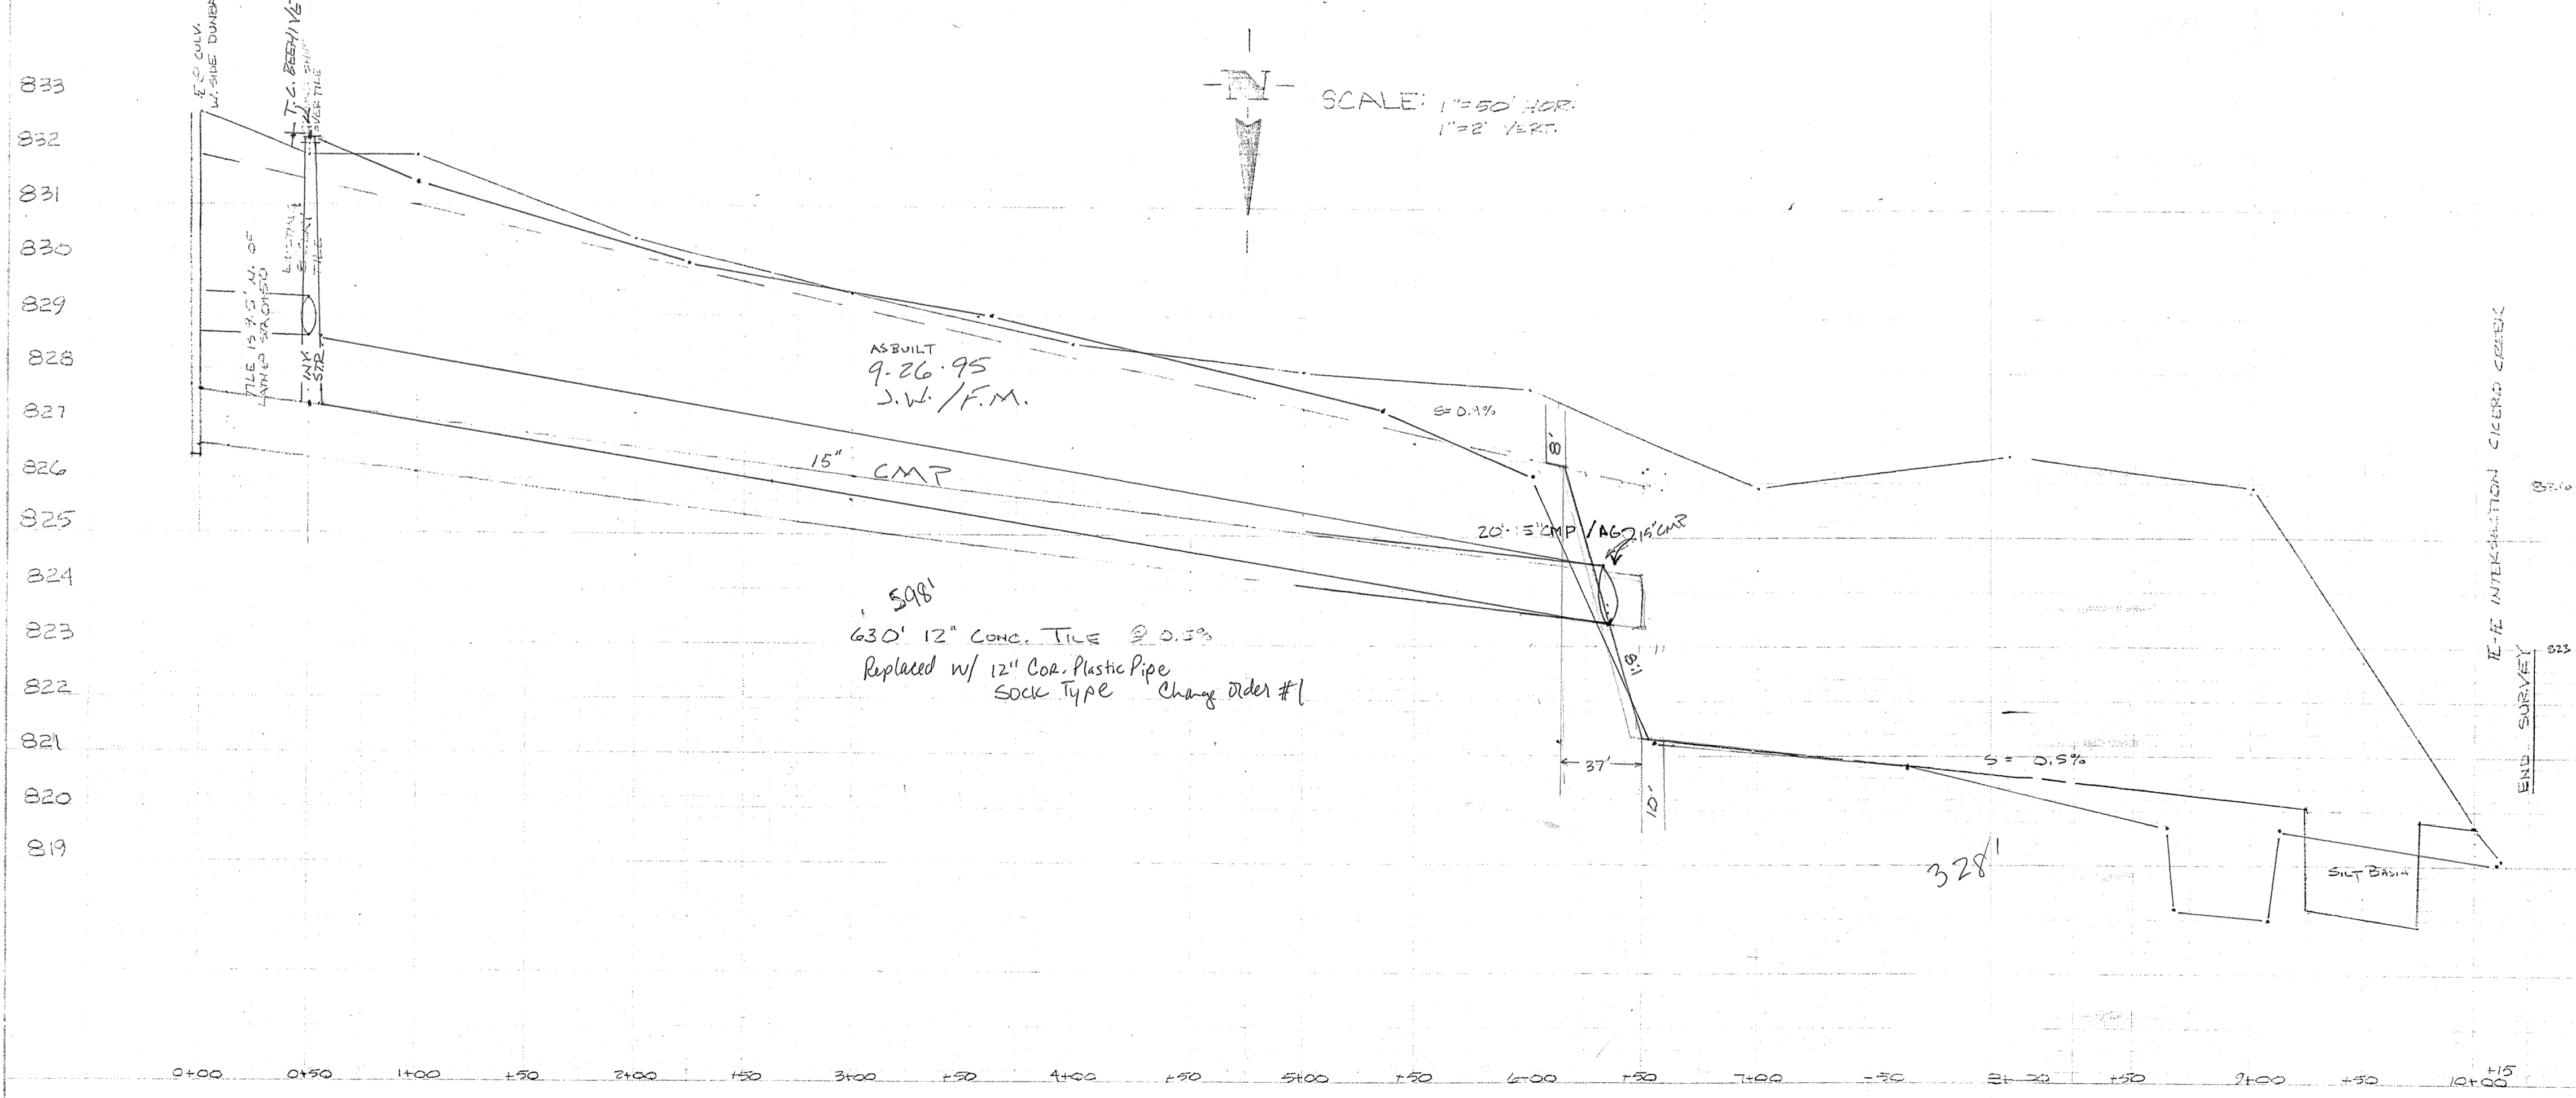 833
832
831
830
829
828
827
826
825
824
823
822
821
820
819
CULV.
W. SIDE
T.C. BEEHIVE
OVER TILE
EXISTING
TILE
TILE IS 9.5' N. OF
INV.
STR.
N
SCALE: 1"=50' HOR.
1"=2' VERT.
ASBUILT
9-26-95
J.W./F.M.
15" CMP
598'
630' 12" CONC. TILE @ 0.5%
Replaced w/ 12" Cor. Plastic Pipe
Sock Type Change Order #1
8'
20'-15" CMP / AG
15" CMP
8:1
37'
10'
S = 0.5%
328'
SILT BASIN
INTERSECTION CICERO CREEK
END SURVEY
826
823
0+00 0+50 1+00 +50 2+00 +50 3+00 +50 4+00 +50 5+00 +50 6+00 +50 7+00 +50 8+00 +50 9+00 +50 10+00 +15